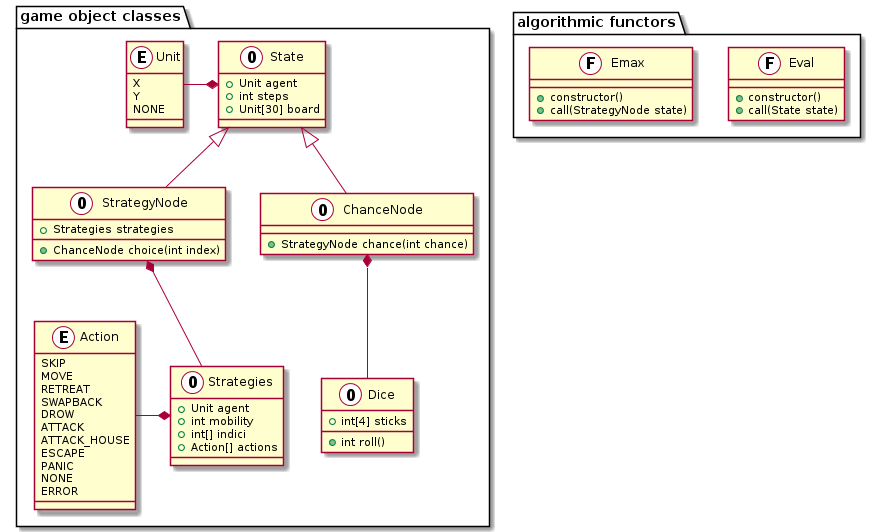 game object classes
E Unit
X
Y
NONE
O State
Unit agent
int steps
Unit[30] board
O StrategyNode
Strategies strategies
ChanceNode choice(int index)
O ChanceNode
StrategyNode chance(int chance)
E Action
SKIP
MOVE
RETREAT
SWAPBACK
DROW
ATTACK
ATTACK_HOUSE
ESCAPE
PANIC
NONE
ERROR
O Strategies
Unit agent
int mobility
int[] indici
Action[] actions
O Dice
int[4] sticks
int roll()
algorithmic functors
F Emax
constructor()
call(StrategyNode state)
F Eval
constructor()
call(State state)